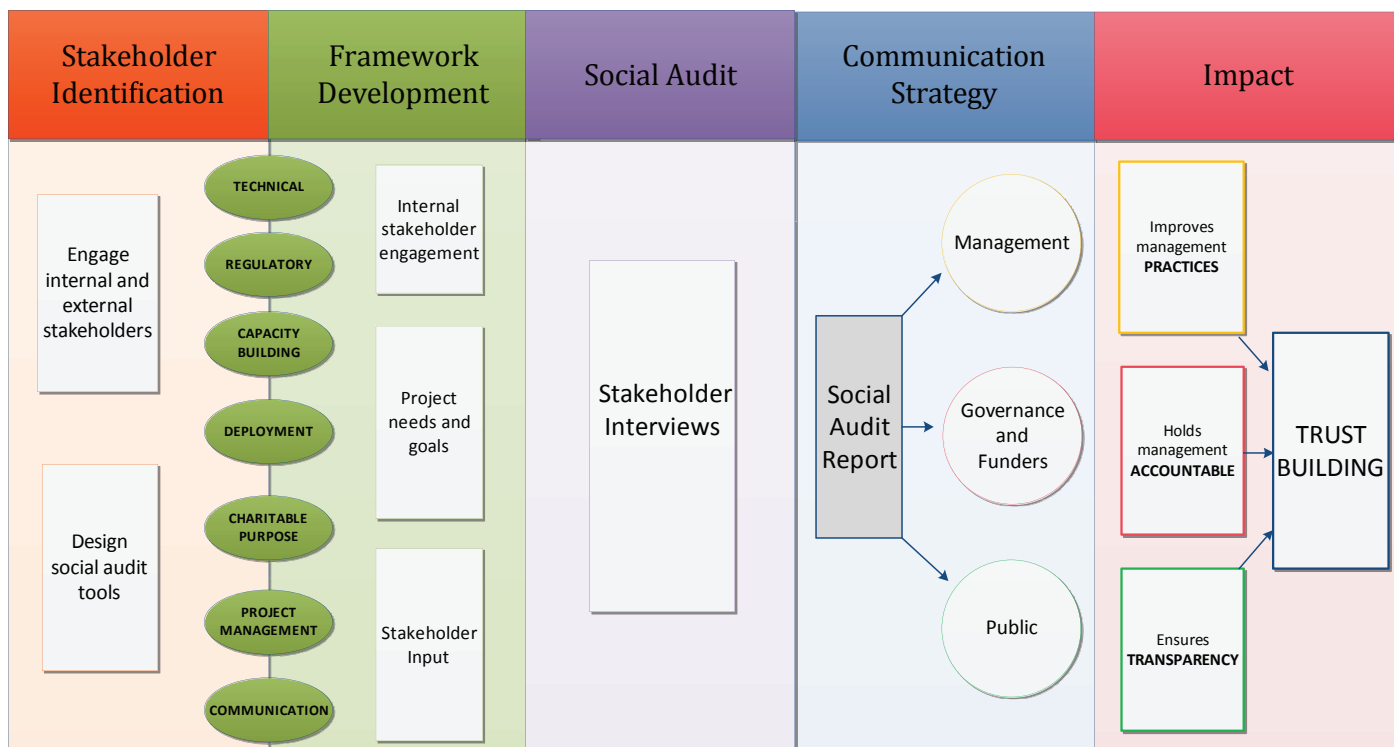 Stakeholder
Identification
Framework
Development
Social Audit
Communication
Strategy
Impact
Engage
internal and
external
stakeholders
Design
social audit
tools
TECHNICAL
REGULATORY
CAPACITY
BUILDING
DEPLOYMENT
CHARITABLE
PURPOSE
PROJECT
MANAGEMENT
COMMUNICATION
Internal
stakeholder
engagement
Project
needs and
goals
Stakeholder
Input
Stakeholder
Interviews
Social
Audit
Report
Management
Governance
and
Funders
Public
Improves
management
PRACTICES
Holds
management
ACCOUNTABLE
Ensures
TRANSPARENCY
TRUST
BUILDING